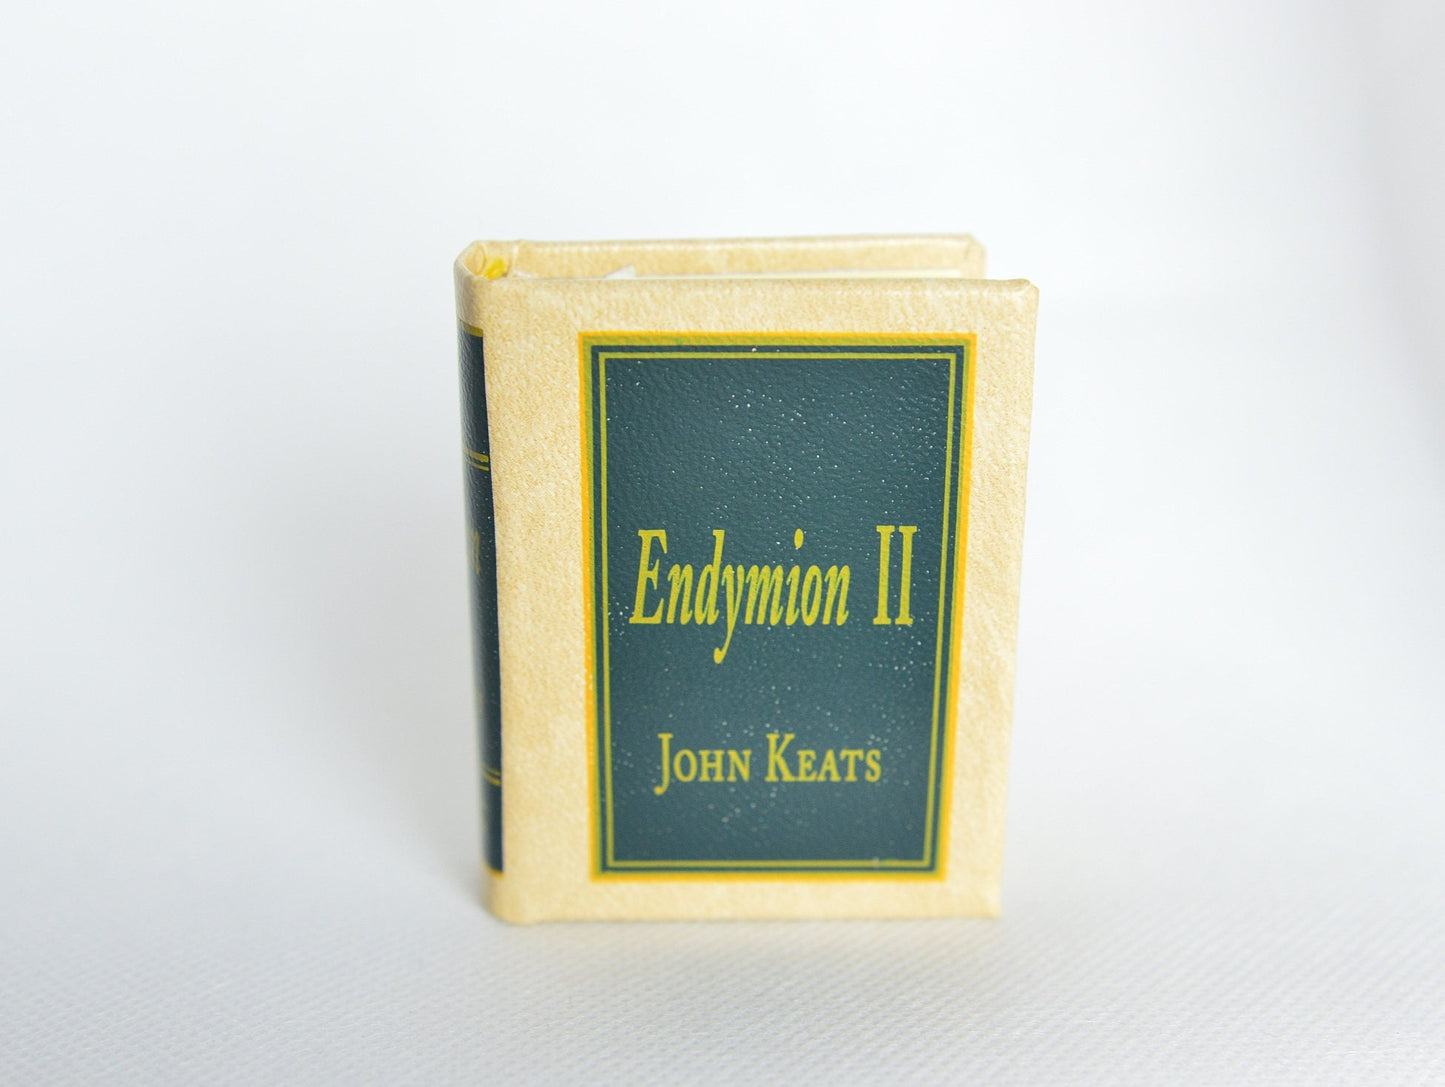 Endymion II
John Keats